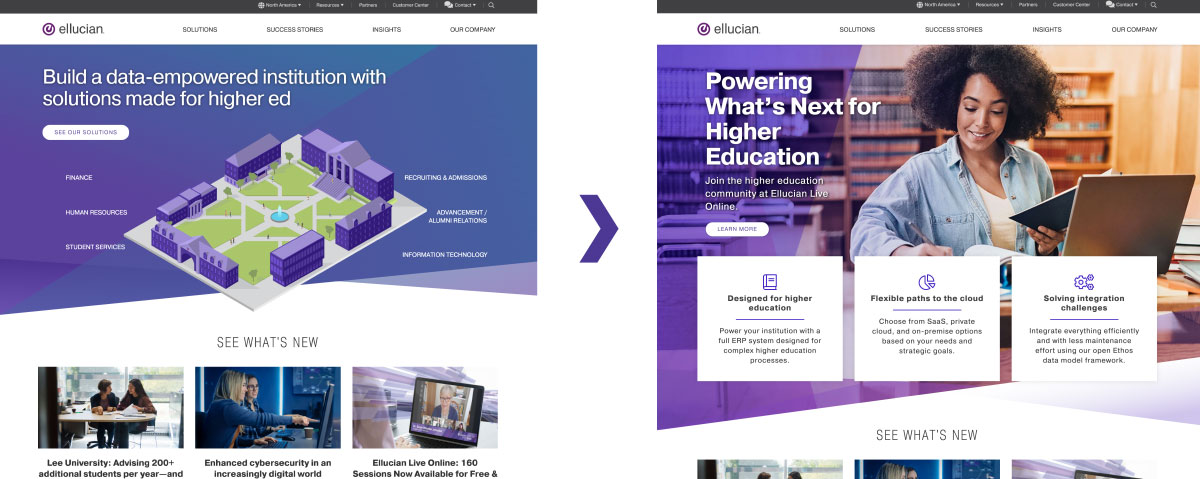 North America
Resources
Partners
Customer Center
Contact
ellucian
SOLUTIONS
SUCCESS STORIES
INSIGHTS
OUR COMPANY
Build a data-empowered institution with
solutions made for higher ed
SEE OUR SOLUTIONS
FINANCE
HUMAN RESOURCES
STUDENT SERVICES
RECRUITING & ADMISSIONS
ADVANCEMENT /
ALUMNI RELATIONS
INFORMATION TECHNOLOGY
SEE WHAT'S NEW
Lee University: Advising 200+
additional students per year—and
Enhanced cybersecurity in an
increasingly digital world
Ellucian Live Online: 160
Sessions Now Available for Free &
North America
Resources
Partners
Customer Center
Contact
ellucian
SOLUTIONS
SUCCESS STORIES
INSIGHTS
OUR COMPANY
Powering
What's Next for
Higher
Education
Join the higher education
community at Ellucian Live
Online.
LEARN MORE
Designed for higher
education
Power your institution with a
full ERP system designed for
complex higher education
processes.
Flexible paths to the cloud
Choose from SaaS, private
cloud, and on-premise options
based on your needs and
strategic goals.
Solving integration
challenges
Integrate everything efficiently
and with less maintenance
effort using our open Ethos
data model framework.
SEE WHAT'S NEW